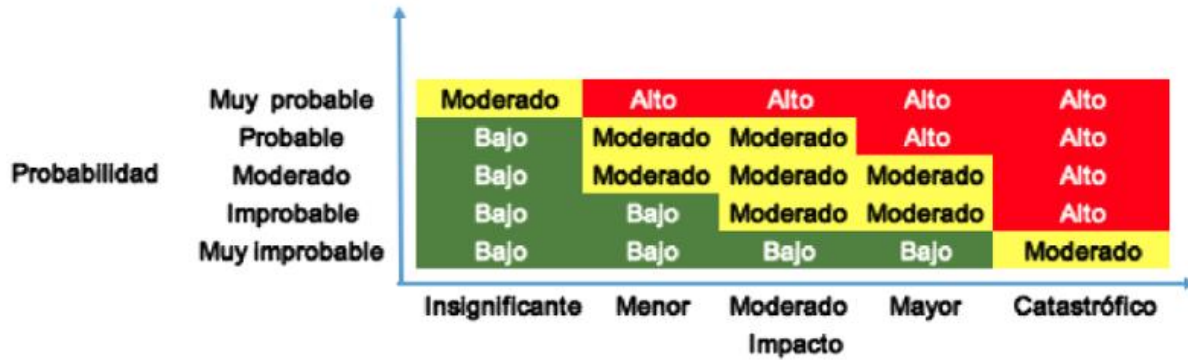 Muy probable Moderado Alto Alto Alto Alto
Probable Bajo Moderado Moderado Alto Alto
Probabilidad Moderado Bajo Moderado Moderado Moderado Alto
Improbable Bajo Bajo Moderado Moderado Alto
Muy improbable Bajo Bajo Bajo Bajo Moderado
Insignificante Menor Moderado Mayor Catastrófico
Impacto